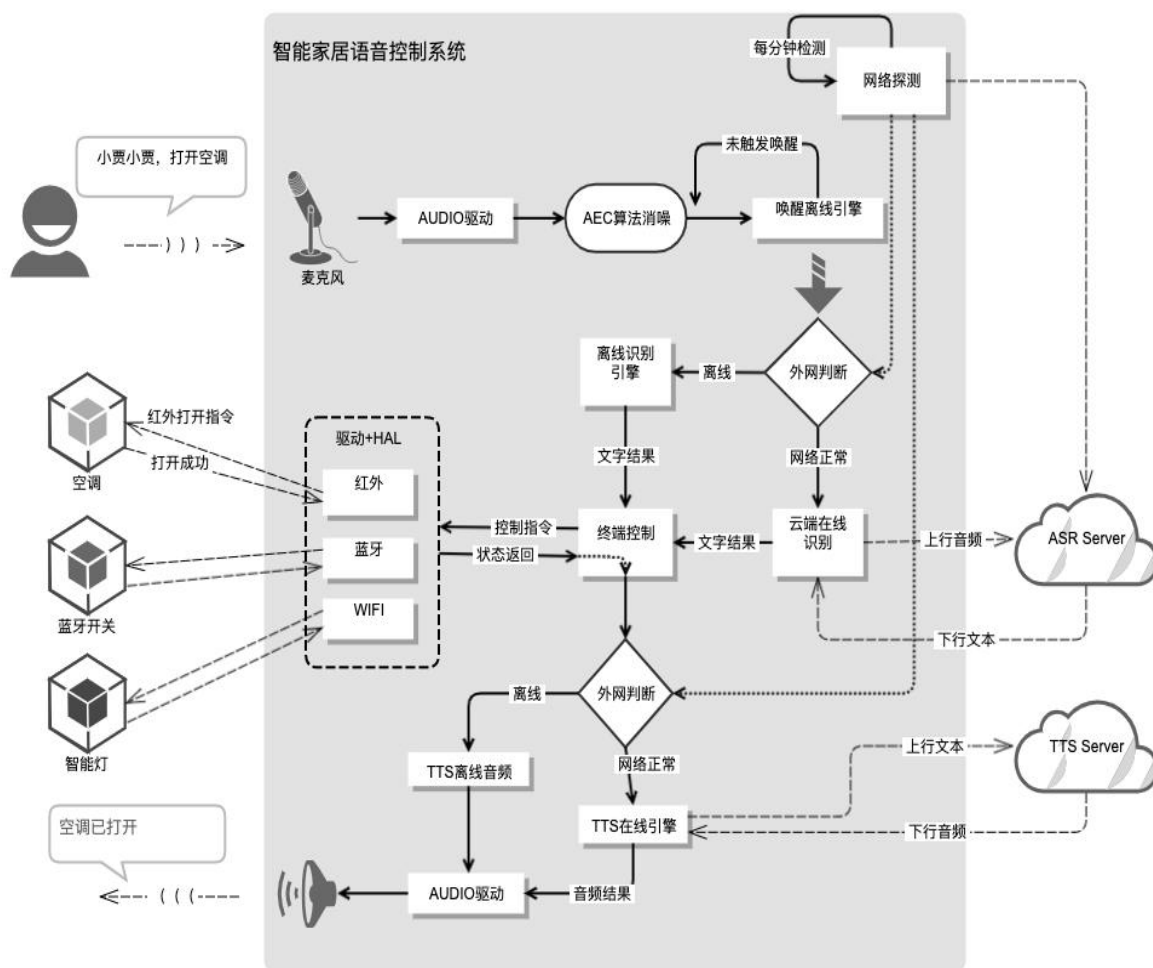 智能家居语音控制系统
每分钟检测
网络探测
小贾小贾，打开空调
未触发唤醒
AUDIO驱动
AEC算法消噪
唤醒离线引擎
麦克风
离线识别
引擎
离线
外网判断
红外打开指令
打开成功
空调
驱动+HAL
红外
文字结果
网络正常
控制指令
终端控制
文字结果
云端在线
识别
上行音频
ASR Server
蓝牙
状态返回
蓝牙开关
WIFI
下行文本
离线
外网判断
智能灯
TTS离线音频
网络正常
上行文本
TTS Server
空调已打开
TTS在线引擎
下行音频
AUDIO驱动
音频结果